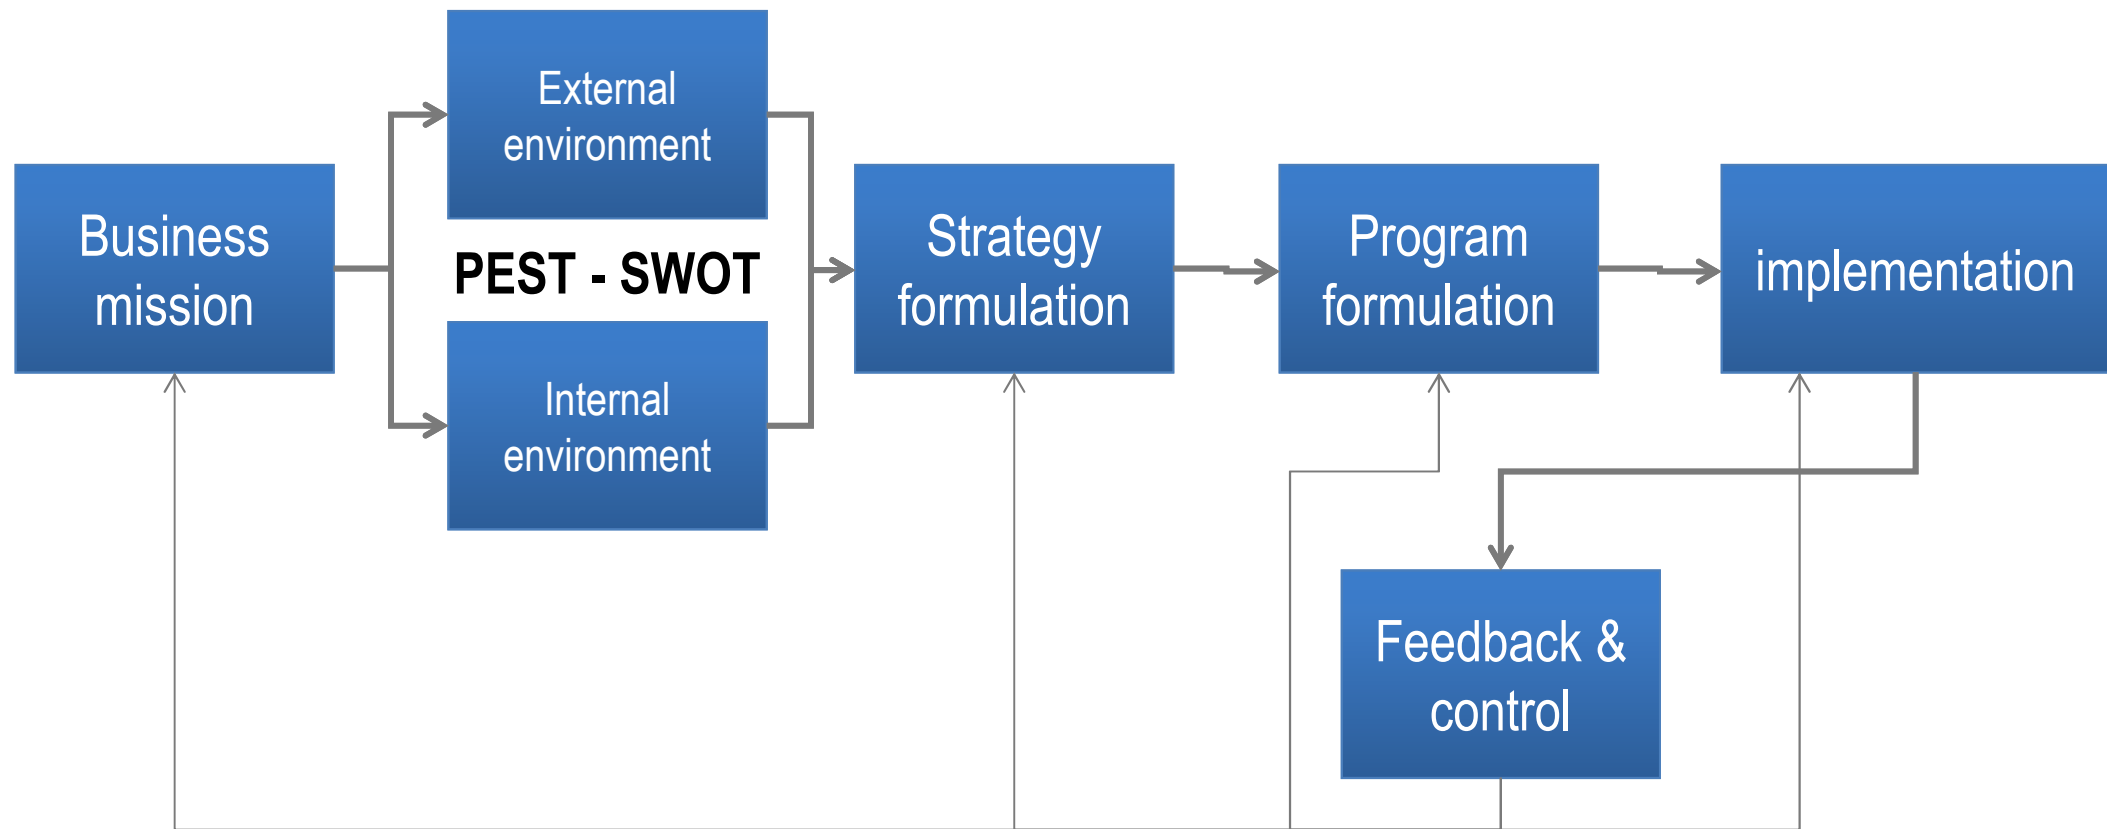 Business
mission
External
environment
PEST - SWOT
Internal
environment
Strategy
formulation
Program
formulation
implementation
Feedback &
control